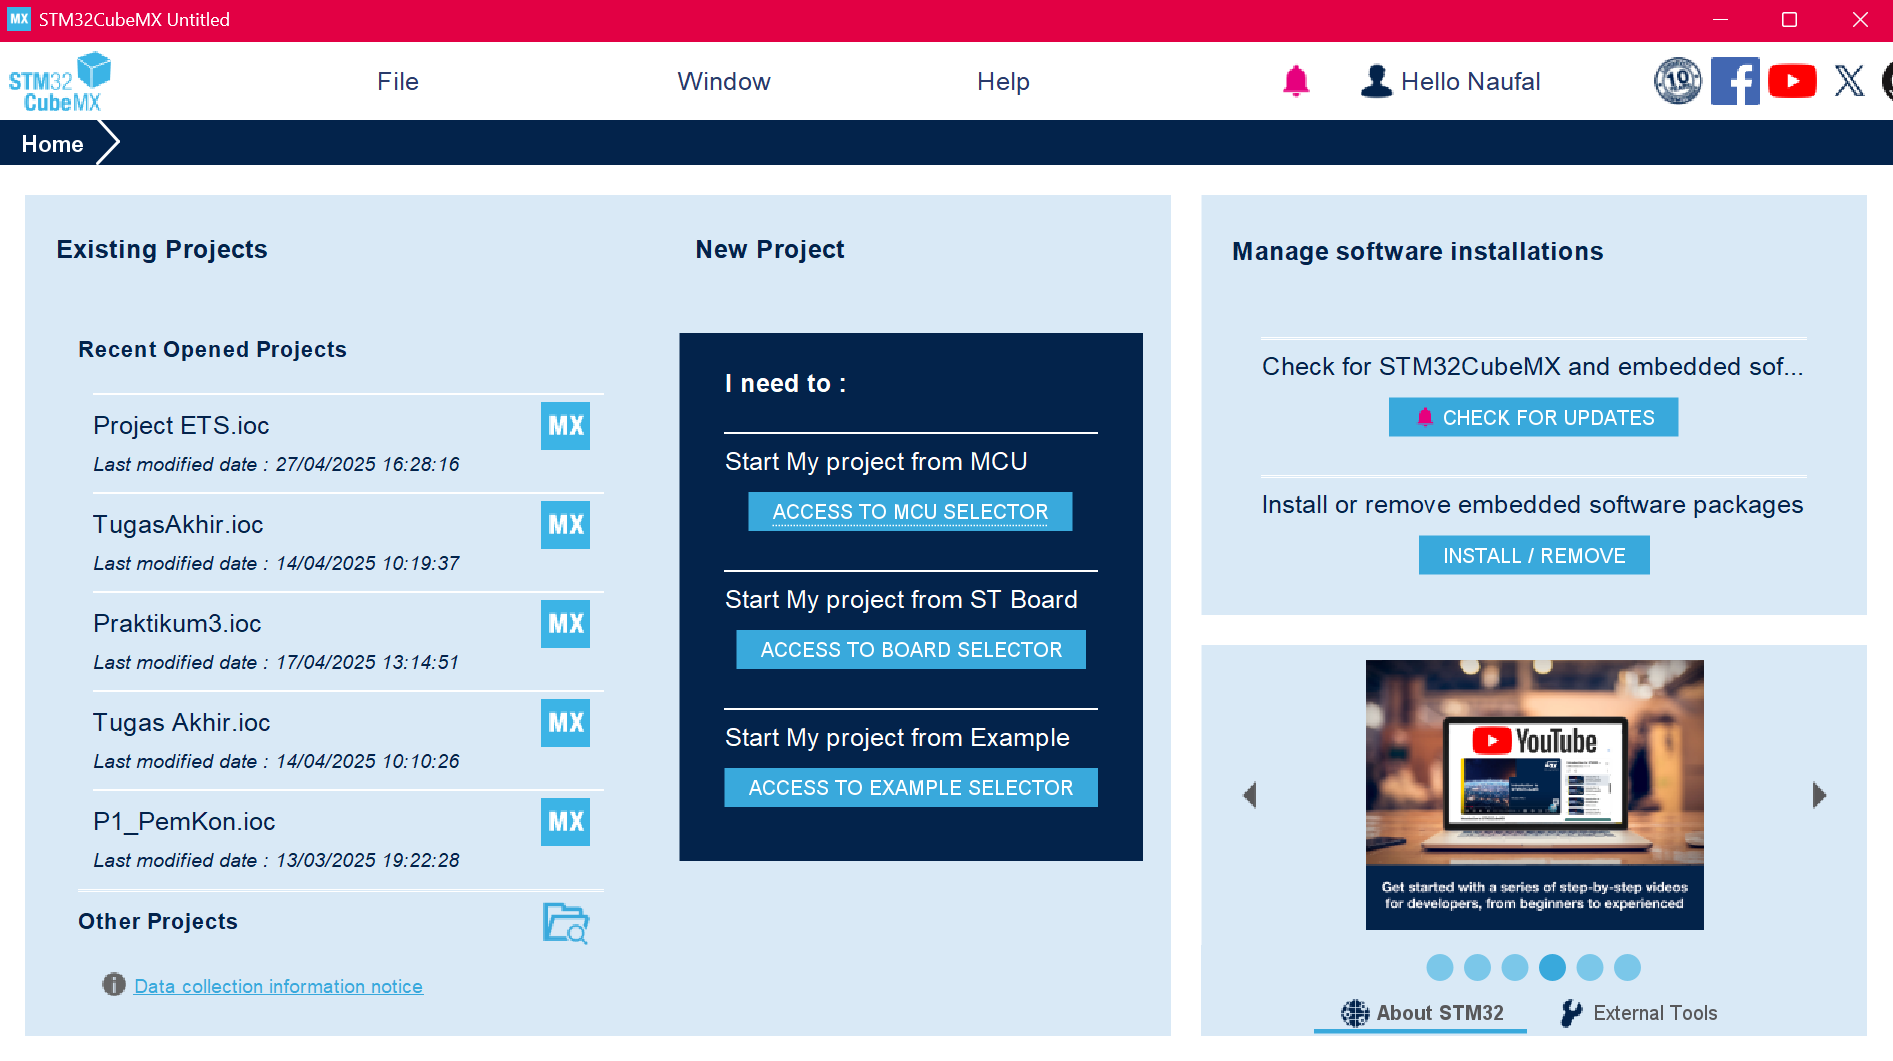 MX STM32CubeMX Untitled
STM32
CubeMX
File
Window
Help
Hello Naufal
10
Home
Existing Projects
Recent Opened Projects
Project ETS.ioc
MX
Last modified date : 27/04/2025 16:28:16
TugasAkhir.ioc
MX
Last modified date : 14/04/2025 10:19:37
Praktikum3.ioc
MX
Last modified date : 17/04/2025 13:14:51
Tugas Akhir.ioc
MX
Last modified date : 14/04/2025 10:10:26
P1_PemKon.ioc
MX
Last modified date : 13/03/2025 19:22:28
Other Projects
Data collection information notice
New Project
I need to :
Start My project from MCU
ACCESS TO MCU SELECTOR
Start My project from ST Board
ACCESS TO BOARD SELECTOR
Start My project from Example
ACCESS TO EXAMPLE SELECTOR
Manage software installations
Check for STM32CubeMX and embedded sof...
CHECK FOR UPDATES
Install or remove embedded software packages
INSTALL / REMOVE
YouTube
Get started with a series of step-by-step videos
for developers, from beginners to experienced
About STM32
External Tools